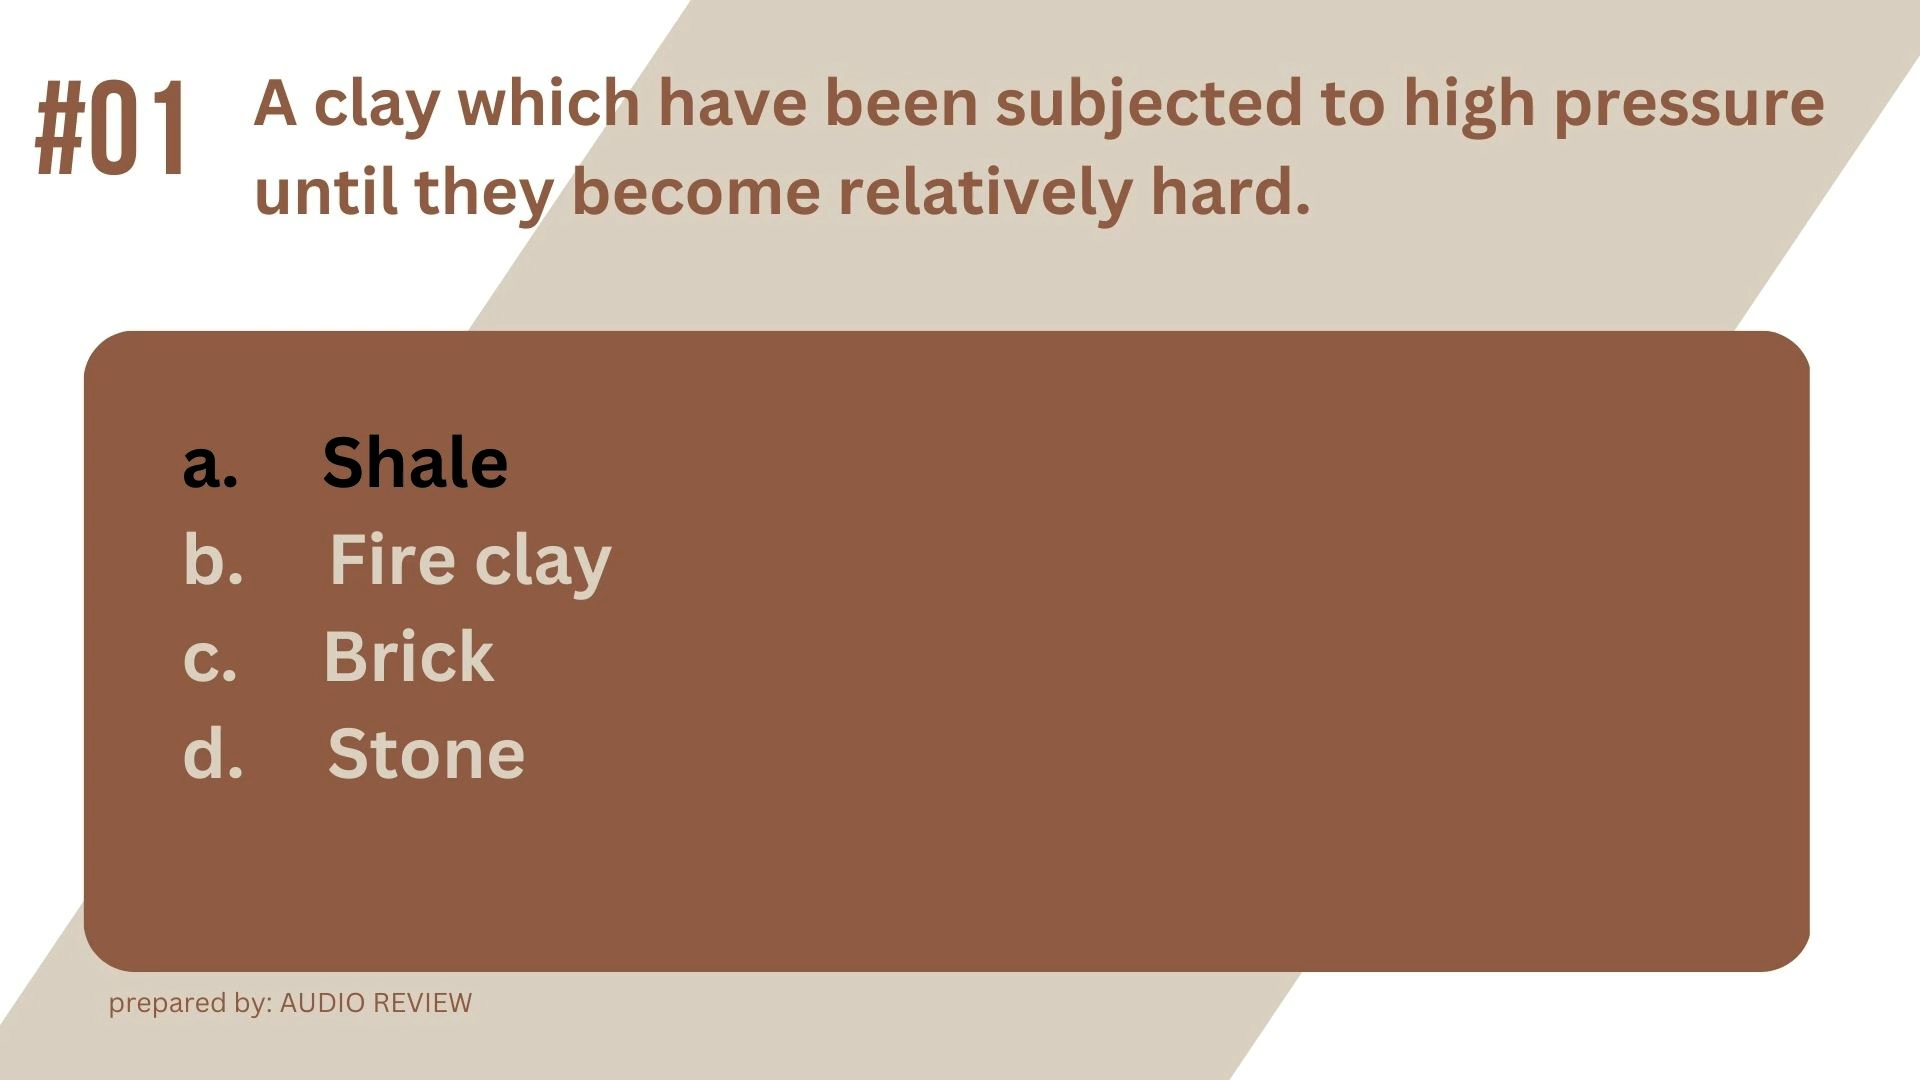 #01
A clay which have been subjected to high pressure
until they become relatively hard.
a. Shale
b. Fire clay
c. Brick
d. Stone
prepared by: AUDIO REVIEW